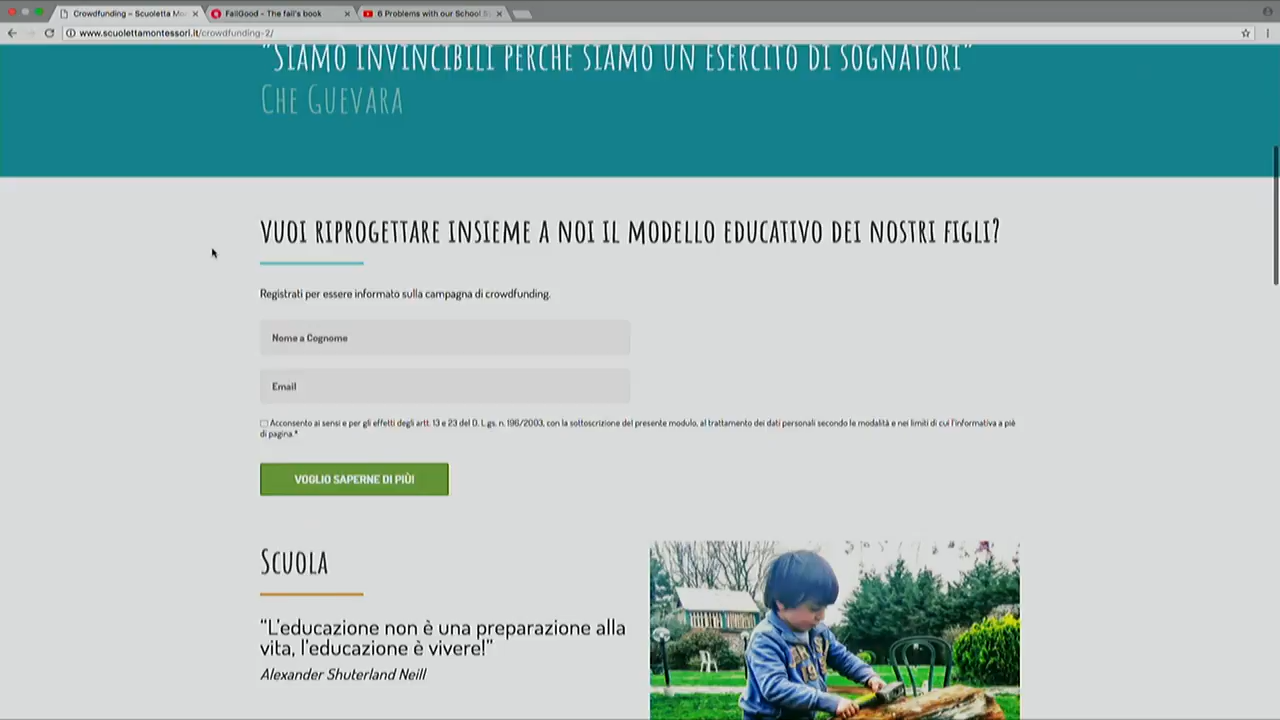 Crowdfunding – Scuoletta Mo
FailGood - The fail's book
6 Problems with our School S
www.scuolettamontessori.it/crowdfunding-2/
"SIAMO INVINCIBILI PERCHÈ SIAMO UN ESERCITO DI SOGNATORI"
CHE GUEVARA
VUOI RIPROGETTARE INSIEME A NOI IL MODELLO EDUCATIVO DEI NOSTRI FIGLI?
Registrati per essere informato sulla campagna di crowdfunding.
Nome a Cognome
Email
Acconsento ai sensi e per gli effetti degli artt. 13 e 23 del D. L.gs. n. 196/2003, con la sottoscrizione del presente modulo, al trattamento dei dati personali secondo le modalità e nei limiti di cui l'informativa a piè
di pagina.*
VOGLIO SAPERNE DI PIÙ!
SCUOLA
"L'educazione non è una preparazione alla
vita, l'educazione è vivere!"
Alexander Shuterland Neill